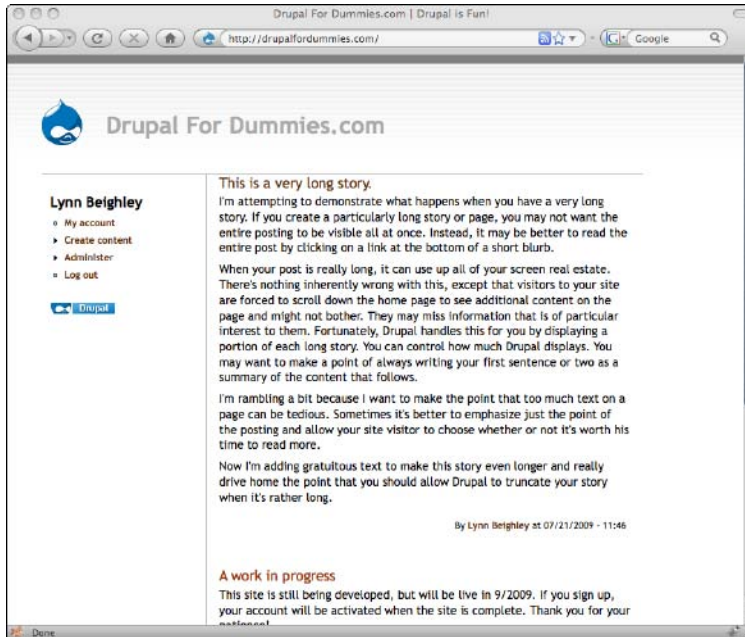 Drupal For Dummies.com | Drupal is Fun!
http://drupalfordummies.com/
Google
Drupal For Dummies.com
Lynn Beighley
My account
Create content
Administer
Log out
Drupal
This is a very long story.
I'm attempting to demonstrate what happens when you have a very long
story. If you create a particularly long story or page, you may not want the
entire posting to be visible all at once. Instead, it may be better to read the
entire post by clicking on a link at the bottom of a short blurb.
When your post is really long, it can use up all of your screen real estate.
There's nothing inherently wrong with this, except that visitors to your site
are forced to scroll down the home page to see additional content on the
page and might not bother. They may miss information that is of particular
interest to them. Fortunately, Drupal handles this for you by displaying a
portion of each long story. You can control how much Drupal displays. You
may want to make a point of always writing your first sentence or two as a
summary of the content that follows.
I'm rambling a bit because I want to make the point that too much text on a
page can be tedious. Sometimes it's better to emphasize just the point of
the posting and allow your site visitor to choose whether or not it's worth his
time to read more.
Now I'm adding gratuitous text to make this story even longer and really
drive home the point that you should allow Drupal to truncate your story
when it's rather long.
By Lynn Beighley at 07/21/2009 - 11:46
A work in progress
This site is still being developed, but will be live in 9/2009. If you sign up,
your account will be activated when the site is complete. Thank you for your
Done